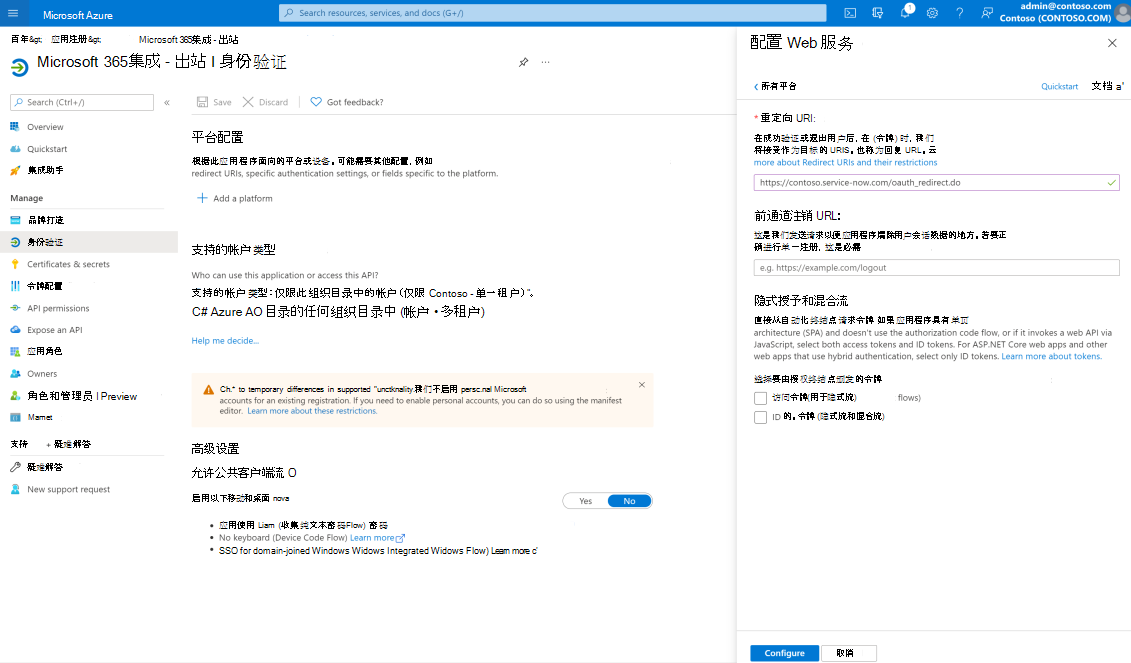 Microsoft Azure
Search resources, services, and docs (G+/)
1
admin@contoso.com
Contoso (CONTOSO.COM)
百年&gt; 应用注册&gt; Microsoft 365集成 - 出站
Microsoft 365集成 - 出站 I 身份验证
Search (Ctrl+/)
«
Overview
Quickstart
集成助手
Manage
品牌打造
身份验证
Certificates & secrets
令牌配置
API permissions
Expose an API
应用角色
Owners
角色和管理员 I Preview
Mamet
支持 + 疑难解答
疑难解答
New support request
Save Discard Got feedback?
平台配置
根据此应用程序面向的平台或设备。可能需要其他配置, 例如
redirect URIs, specific authentication settings, or fields specific to the platform.
Add a platform
支持的帐户类型
Who can use this application or access this API?
支持的帐户类型: 仅限此组织目录中的帐户 (仅限 Contoso - 单一租户) "。
C# Azure AO 目录的任何组织目录中 (帐户 • 多租户)
Help me decide...
Ch.* to temporary differences in supported "unctknality.我们不启用 persc.nal Microsoft
accounts for an existing registration. If you need to enable personal accounts, you can do so using the manifest
editor. Learn more about these restrictions.
高级设置
允许公共客户端流 O
启用以下移动和桌面 nova
Yes No
• 应用使用 Liam (收集纯文本密码Flow) 密码
• No keyboard (Device Code Flow) Learn more
• SSO for domain-joined Windows Widows Integrated Widows Flow) Learn more c'
配置 Web 服务
所有平台
Quickstart 文档 a'
* 重定向 URI:
在成功验证或退出用户后, 在 (令牌) 时, 我们
将接受作为目标的 URIS。也称为回复 URL。云
more about Redirect URIs and their restrictions
https://contoso.service-now.com/oauth_redirect.do
前通道注销 URL:
这是我们发送请求以便应用程序清除用户会话数据的地方。若要正
确进行单一注册, 这是必需
e.g. https://example.com/logout
隐式授予和混合流
直接从自动化终结点请求令牌 如果应用程序具有单页
architecture (SPA) and doesn't use the authorization code flow, or if it invokes a web API via
JavaScript, select both access tokens and ID tokens. For ASP.NET Core web apps and other
web apps that use hybrid authentication, select only ID tokens. Learn more about tokens.
选择要由授权终结点颁发的令牌
访问令牌(用于隐式流) flows)
ID 的。令牌 (隐式流和混合流)
Configure 取消